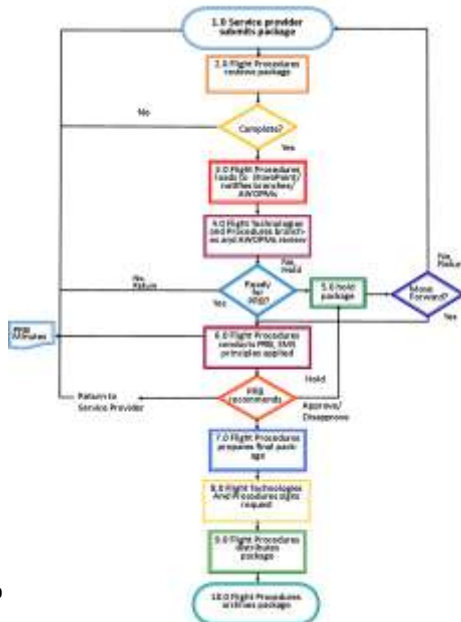 1.0 Service provider
submits package
2.0 Flight Procedures
reviews package
No
Complete?
Yes
3.0 Flight Procedures
loads to SharePoint/
notifies branches/
AWOPMs
4.0 Flight Technologies
and Procedures branch-
es and AWOPMs review
No,
Hold
No,
Return
No,
Return
Ready
for
PRB?
Yes
5.0 hold
package
Move
Forward?
Yes
PRB
Minutes
6.0 Flight Procedures
conducts PRB, SMS
principles applied
Hold
PRB
recommends
Return to
Service Provider
Approve/
Disapprove
7.0 Flight Procedures
prepares final pack-
age
8.0 Flight Technologies
And Procedures signs
request
9.0 Flight Procedures
distributes
package
10.0 Flight Procedures
archives package